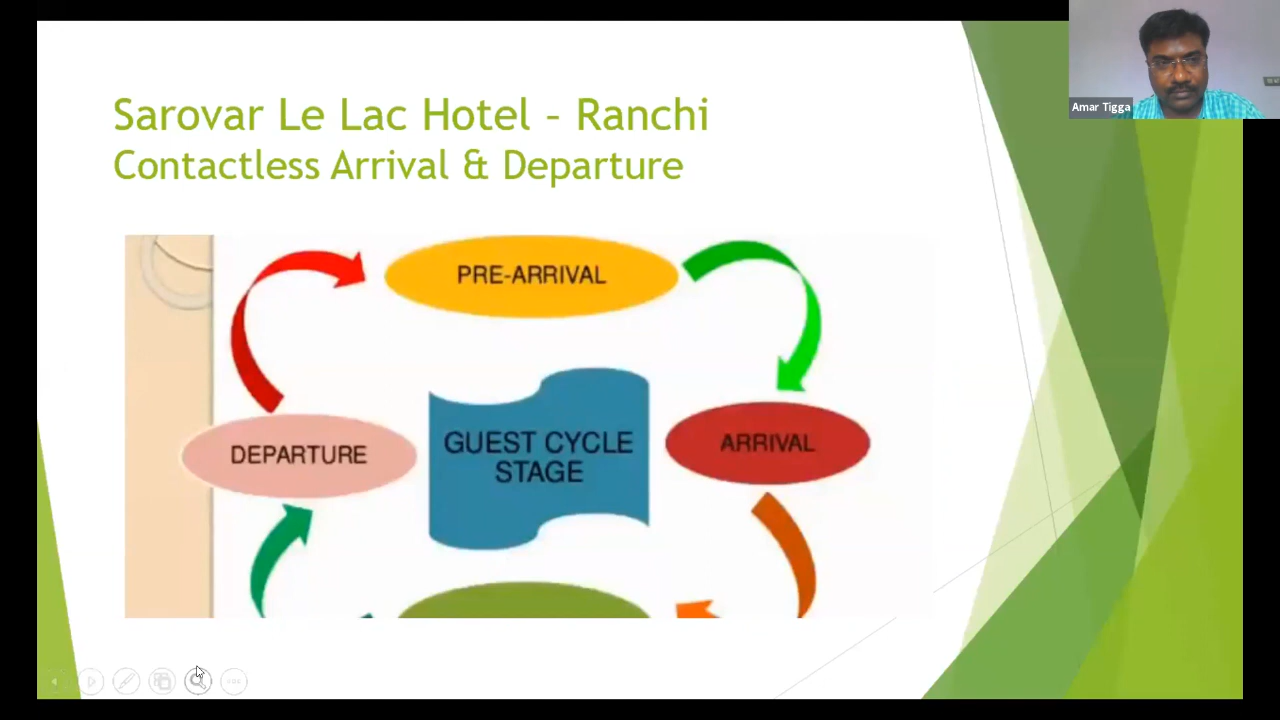 Amar Tigga
Sarovar Le Lac Hotel – Ranchi
Contactless Arrival & Departure
PRE-ARRIVAL
GUEST CYCLE
STAGE
ARRIVAL
DEPARTURE